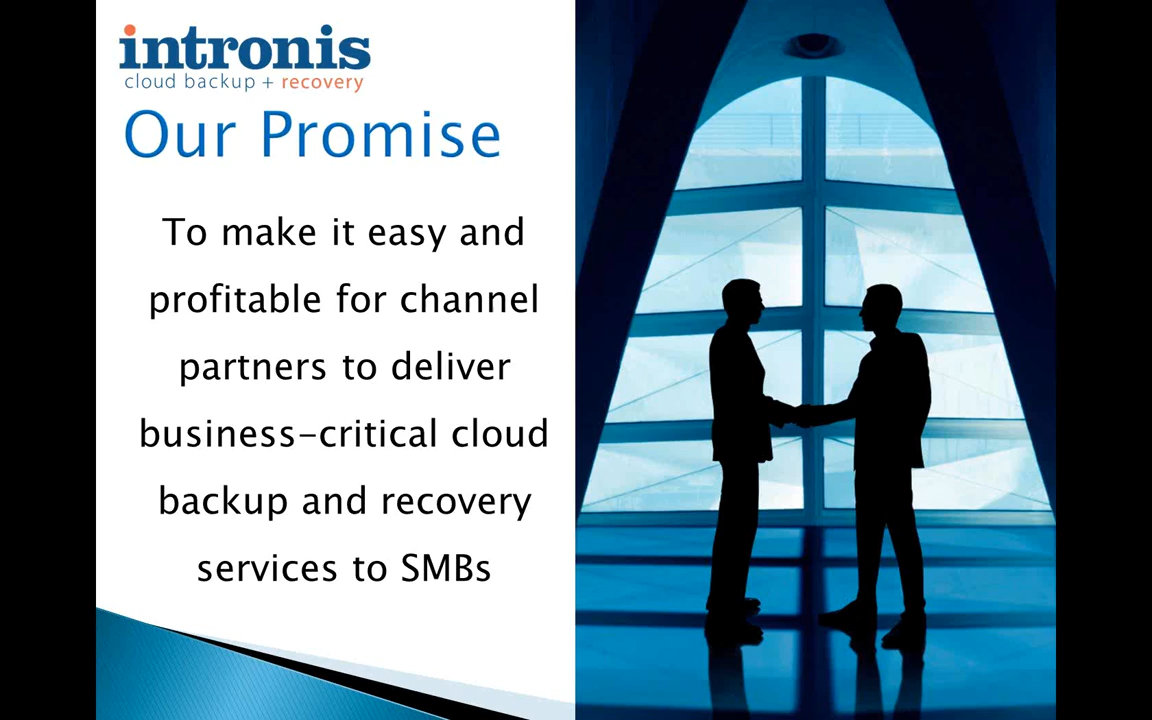 intronis
cloud backup + recovery
Our Promise
To make it easy and
profitable for channel
partners to deliver
business-critical cloud
backup and recovery
services to SMBs